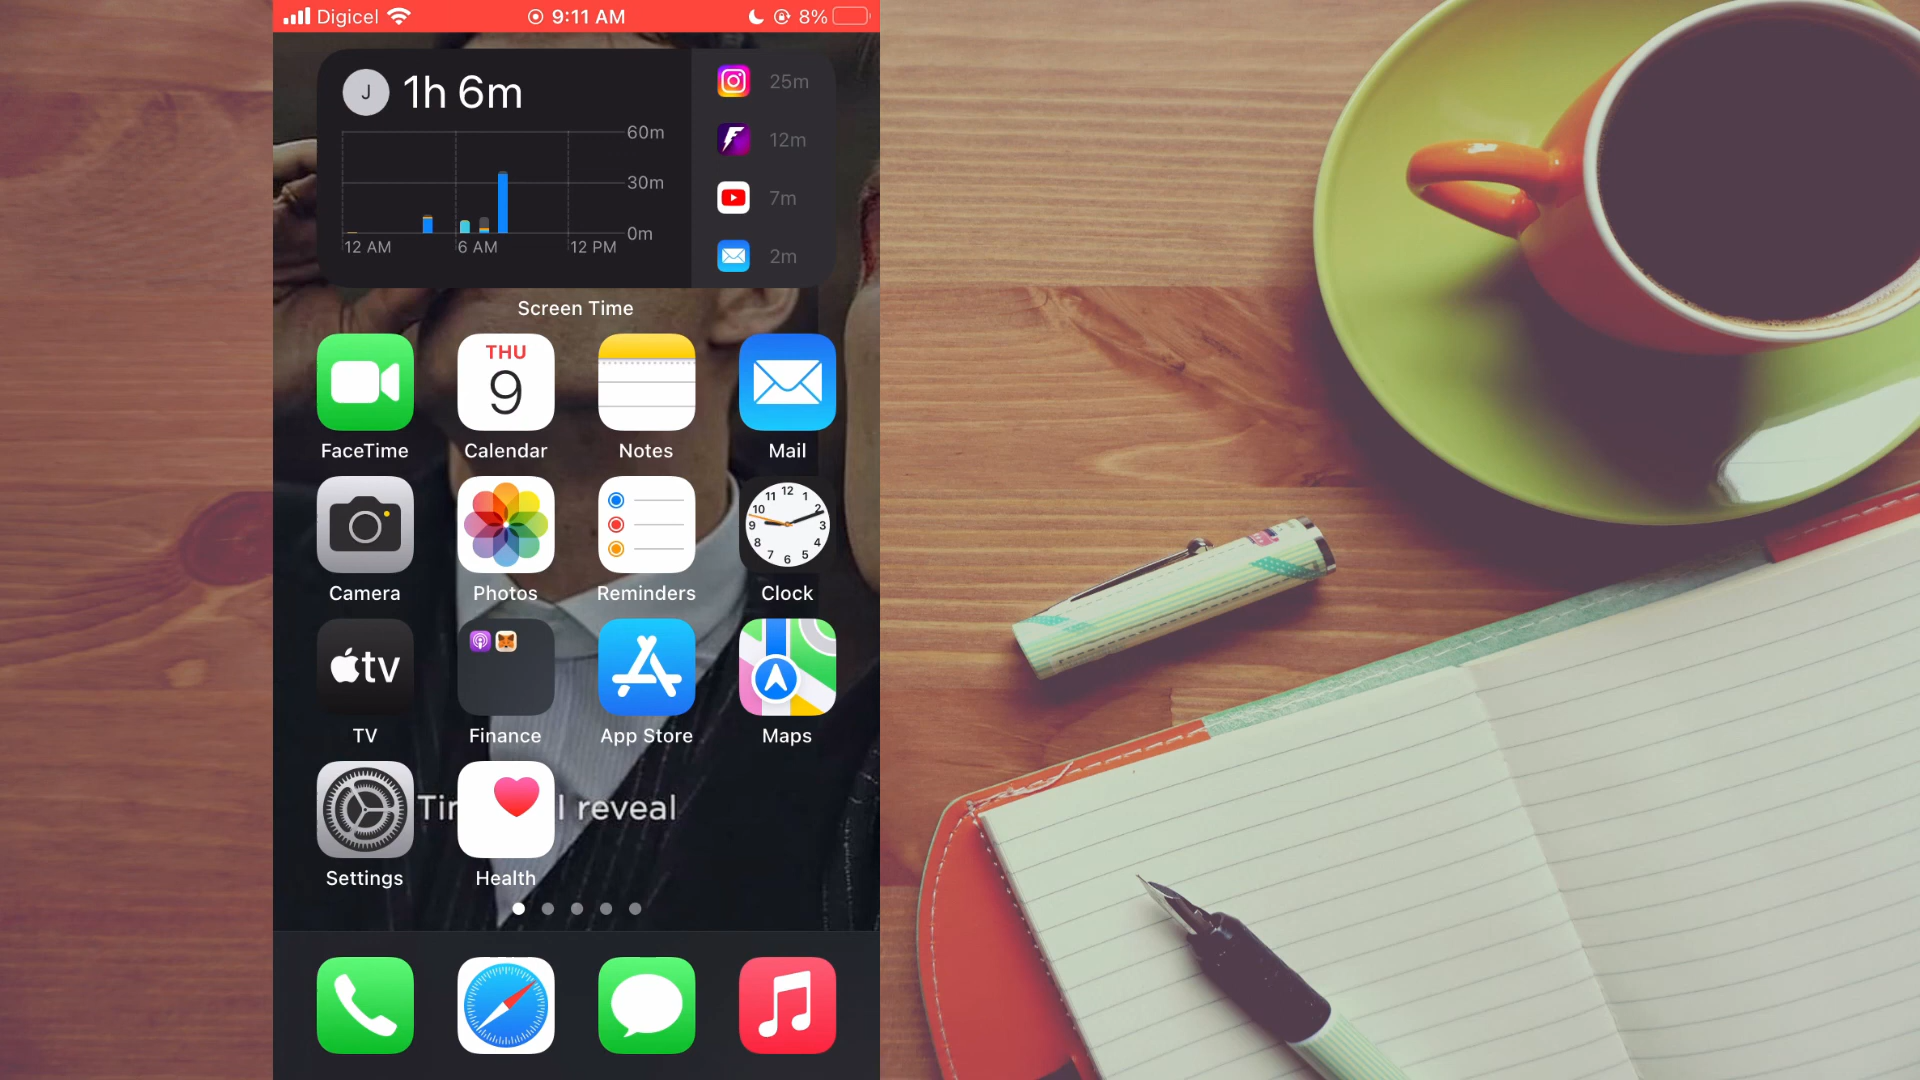 Digicel 9:11 AM 8%
J 1h 6m
60m
30m
0m
12 AM 6 AM 12 PM
25m
12m
7m
2m
Screen Time
THU
9
12
11 1
10 2
9 3
8 4
7 5
6
FaceTime Calendar Notes Mail
Camera Photos Reminders Clock
tv
TV Finance App Store Maps
reveal
Settings Health